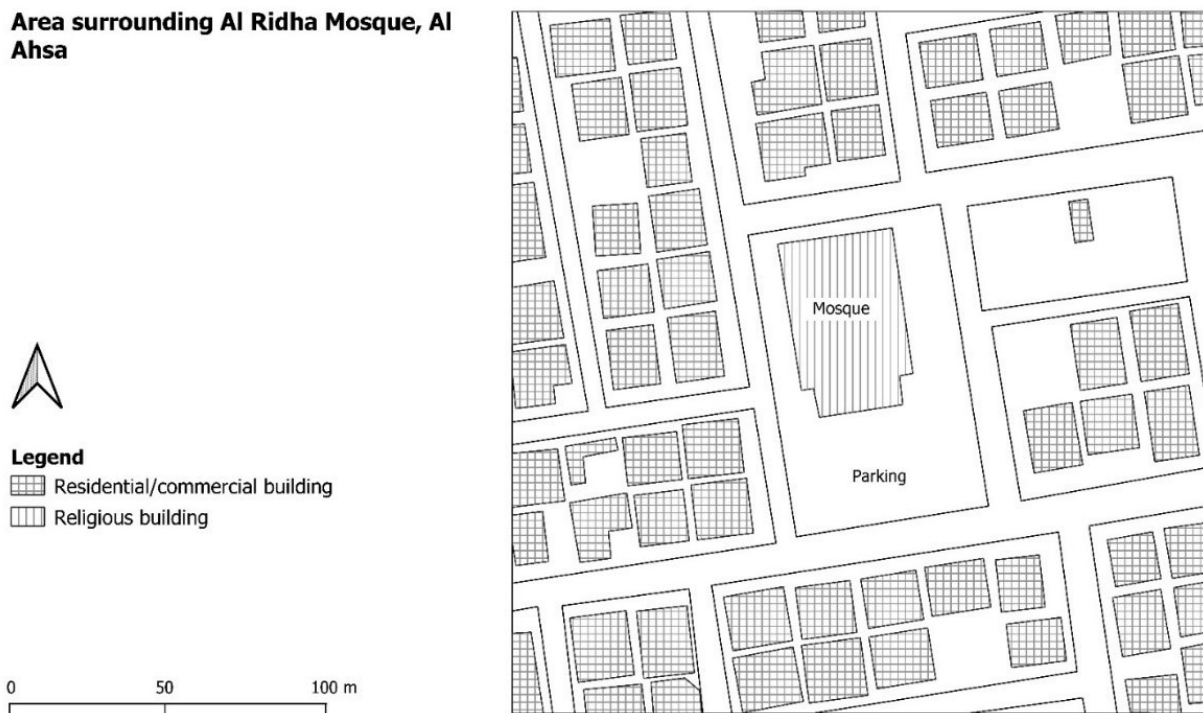 Area surrounding Al Ridha Mosque, Al
Ahsa
Mosque
Parking
Legend
Residential/commercial building
Religious building
0 50 100 m